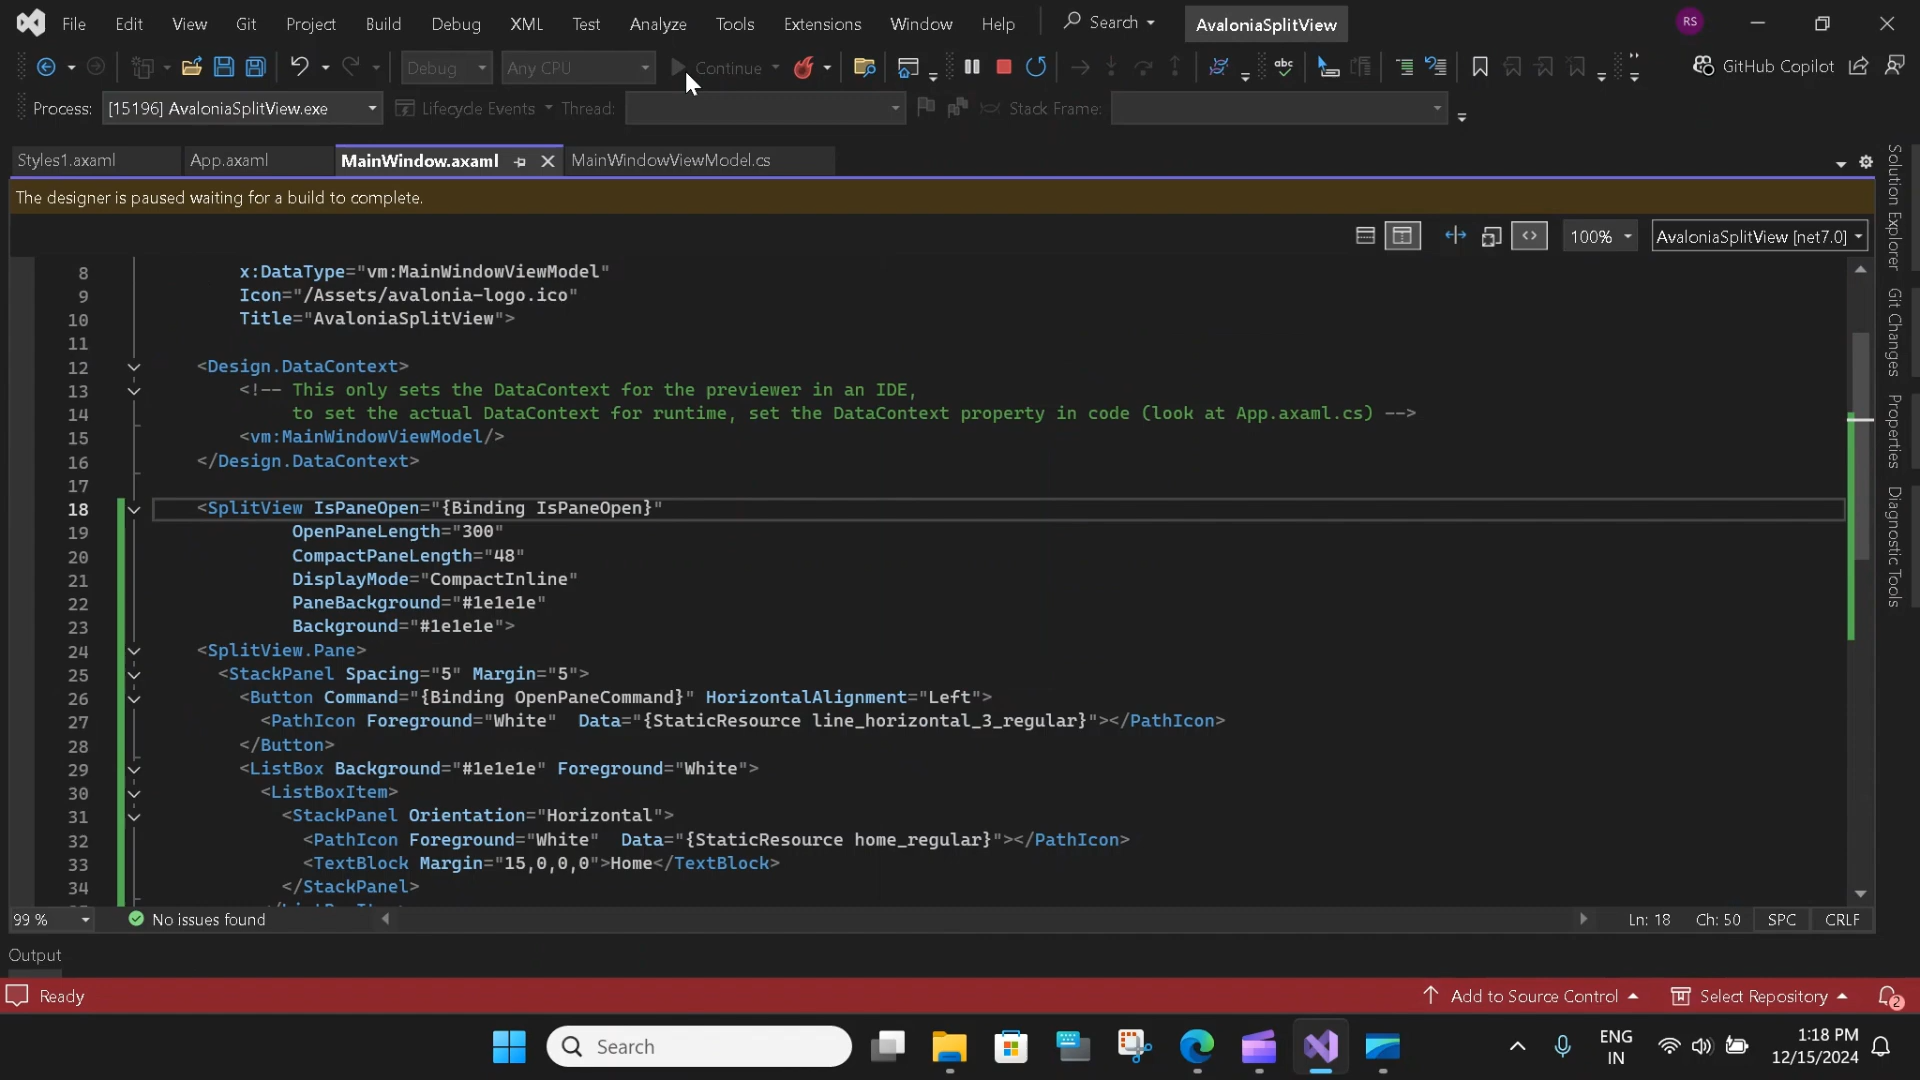 File Edit View Git Project Build Debug XML Test Analyze Tools Extensions Window Help Search AvaloniaSplitView RS
Debug Any CPU Continue abc GitHub Copilot
Process: [15196] AvaloniaSplitView.exe Lifecycle Events Thread: Stack Frame:
Styles1.axaml App.axaml MainWindow.axaml MainWindowViewModel.cs
The designer is paused waiting for a build to complete.
100% AvaloniaSplitView [net7.0]
8 x:DataType="vm:MainWindowViewModel"
9 Icon="/Assets/avalonia-logo.ico"
10 Title="AvaloniaSplitView">
11
12 <Design.DataContext>
13 <!-- This only sets the DataContext for the previewer in an IDE,
14 to set the actual DataContext for runtime, set the DataContext property in code (look at App.axaml.cs) -->
15 <vm:MainWindowViewModel/>
16 </Design.DataContext>
17
18 <SplitView IsPaneOpen="{Binding IsPaneOpen}"
19 OpenPaneLength="300"
20 CompactPaneLength="48"
21 DisplayMode="CompactInline"
22 PaneBackground="#1e1e1e"
23 Background="#1e1e1e">
24 <SplitView.Pane>
25 <StackPanel Spacing="5" Margin="5">
26 <Button Command="{Binding OpenPaneCommand}" HorizontalAlignment="Left">
27 <PathIcon Foreground="White"  Data="{StaticResource line_horizontal_3_regular}"></PathIcon>
28 </Button>
29 <ListBox Background="#1e1e1e" Foreground="White">
30 <ListBoxItem>
31 <StackPanel Orientation="Horizontal">
32 <PathIcon Foreground="White"  Data="{StaticResource home_regular}"></PathIcon>
33 <TextBlock Margin="15,0,0,0">Home</TextBlock>
34 </StackPanel>
Solution Explorer
Git Changes
Properties
Diagnostic Tools
99 % No issues found Ln: 18 Ch: 50 SPC CRLF
Output
Ready Add to Source Control Select Repository 2
Search ENG IN 1:18 PM 12/15/2024